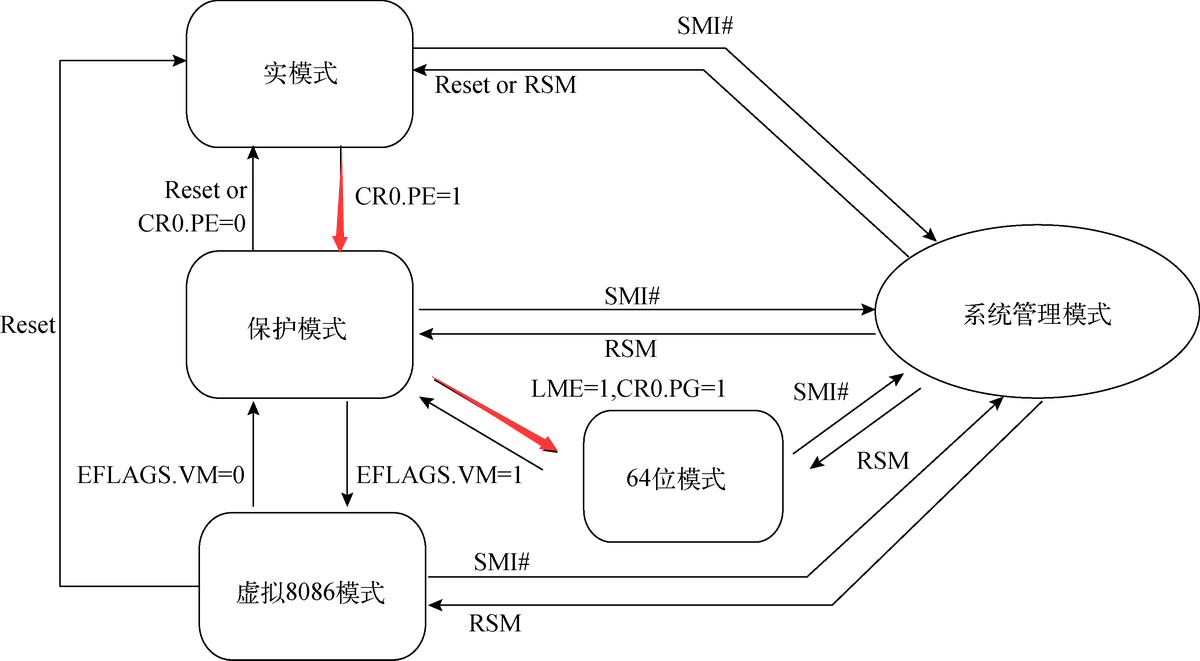 SMI#
实模式
Reset or RSM
Reset or
CR0.PE=0
CR0.PE=1
SMI#
系统管理模式
Reset
保护模式
RSM
LME=1,CR0.PG=1
SMI#
RSM
EFLAGS.VM=0
EFLAGS.VM=1
64位模式
SMI#
虚拟8086模式
RSM